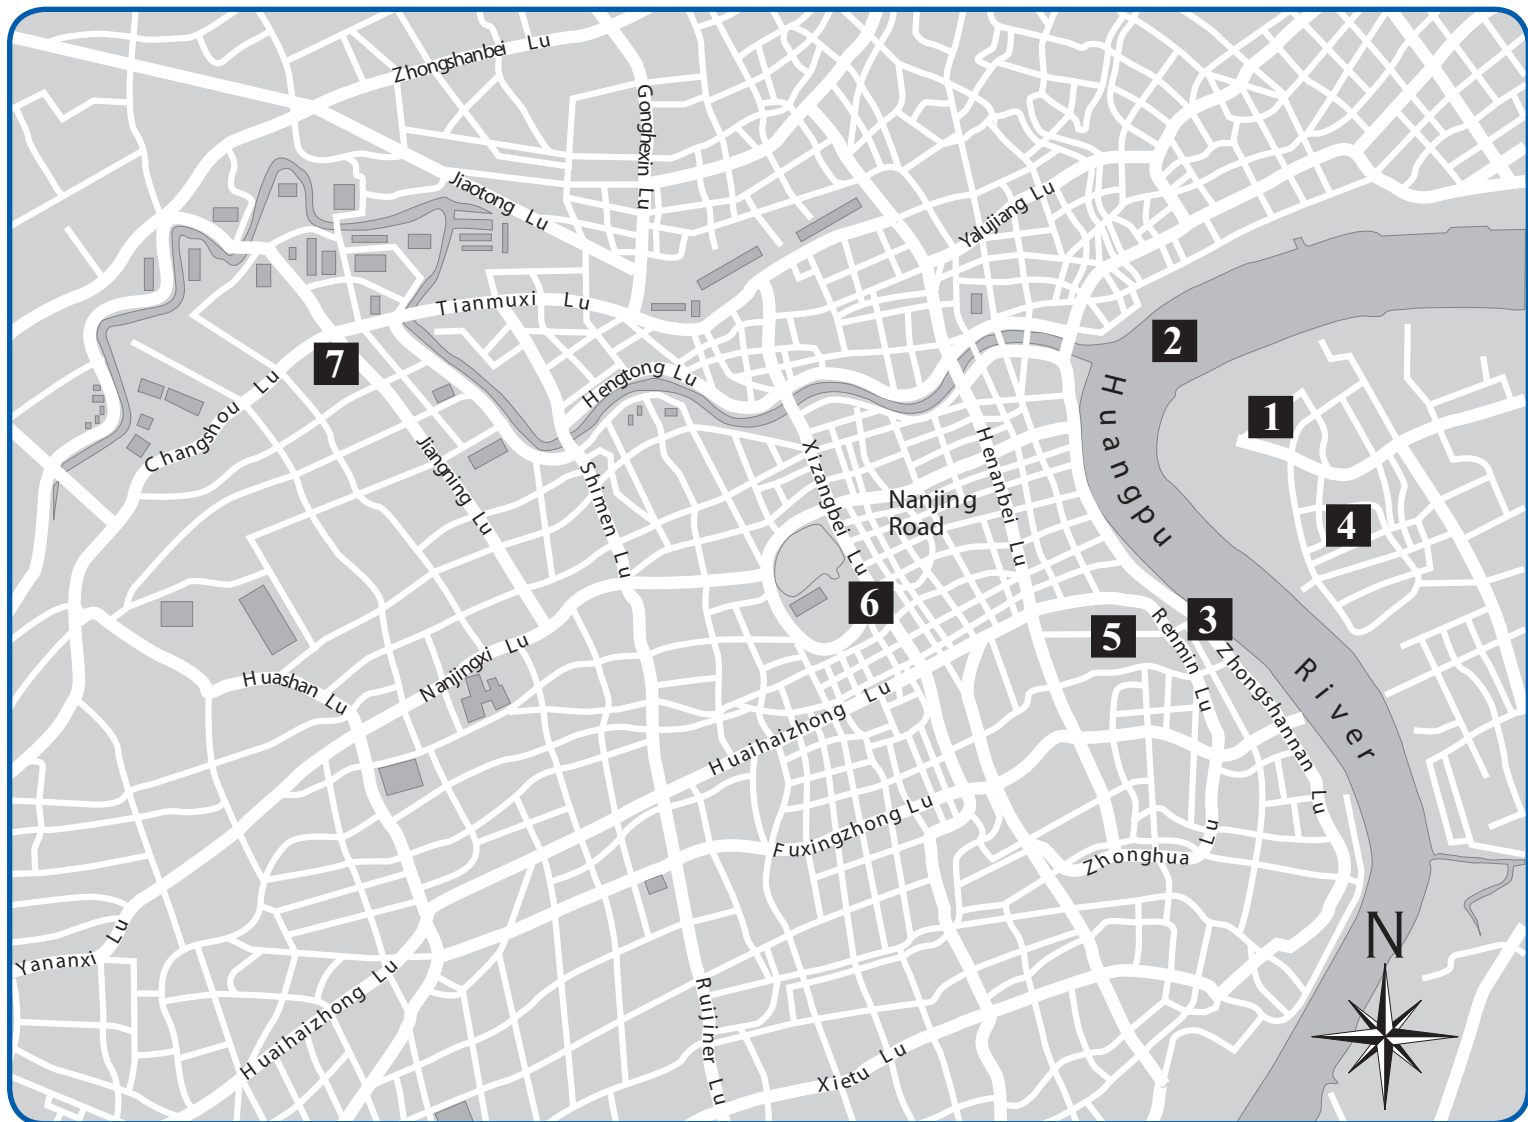 Zhongshanbei Lu
Gonghexin Lu
Jiaotong Lu
Yalujiang Lu
Tianmuxi Lu
2
7
Hengtong Lu
Changshou Lu
1
Huangpu
Jiangning Lu
Shimen Lu
Xizangbei Lu
Henanbei Lu
Nanjing
Road
4
6
3
5
Renmin Lu
Zhongshannan Lu
River
Nanjingxi Lu
Huashan Lu
Huaihaizhong Lu
Fuxingzhong Lu
Zhonghua Lu
N
Yananxi Lu
Huaihaizhong Lu
Ruijiner Lu
Xietu Lu